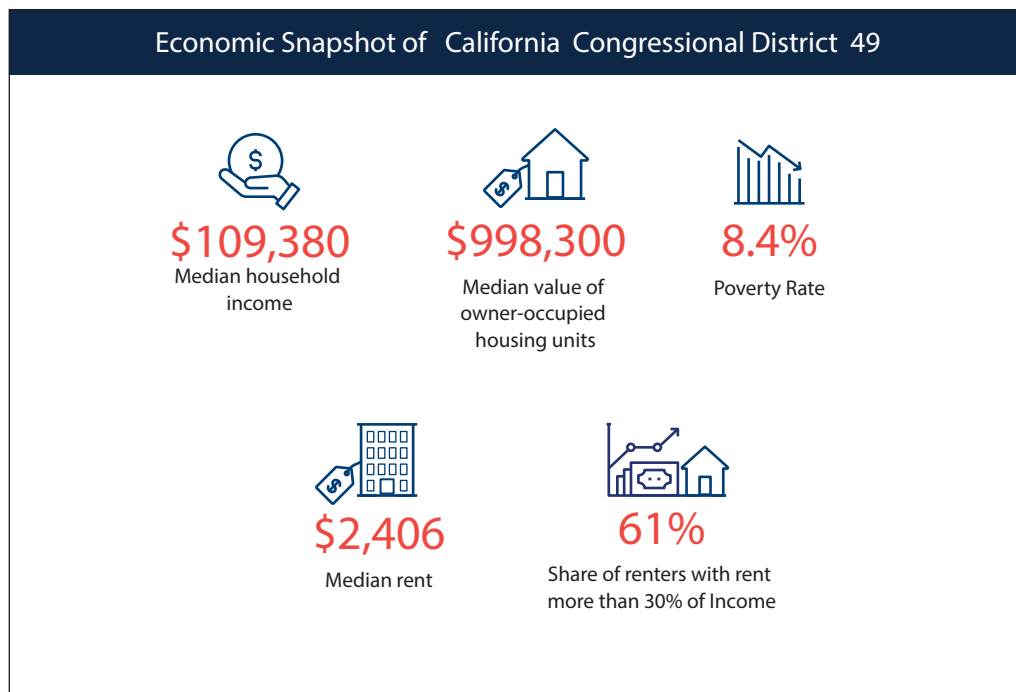 Economic Snapshot of California Congressional District 49
$
$109,380
Median household
income
$
$998,300
Median value of
owner-occupied
housing units
8.4%
Poverty Rate
$
$2,406
Median rent
61%
Share of renters with rent
more than 30% of Income